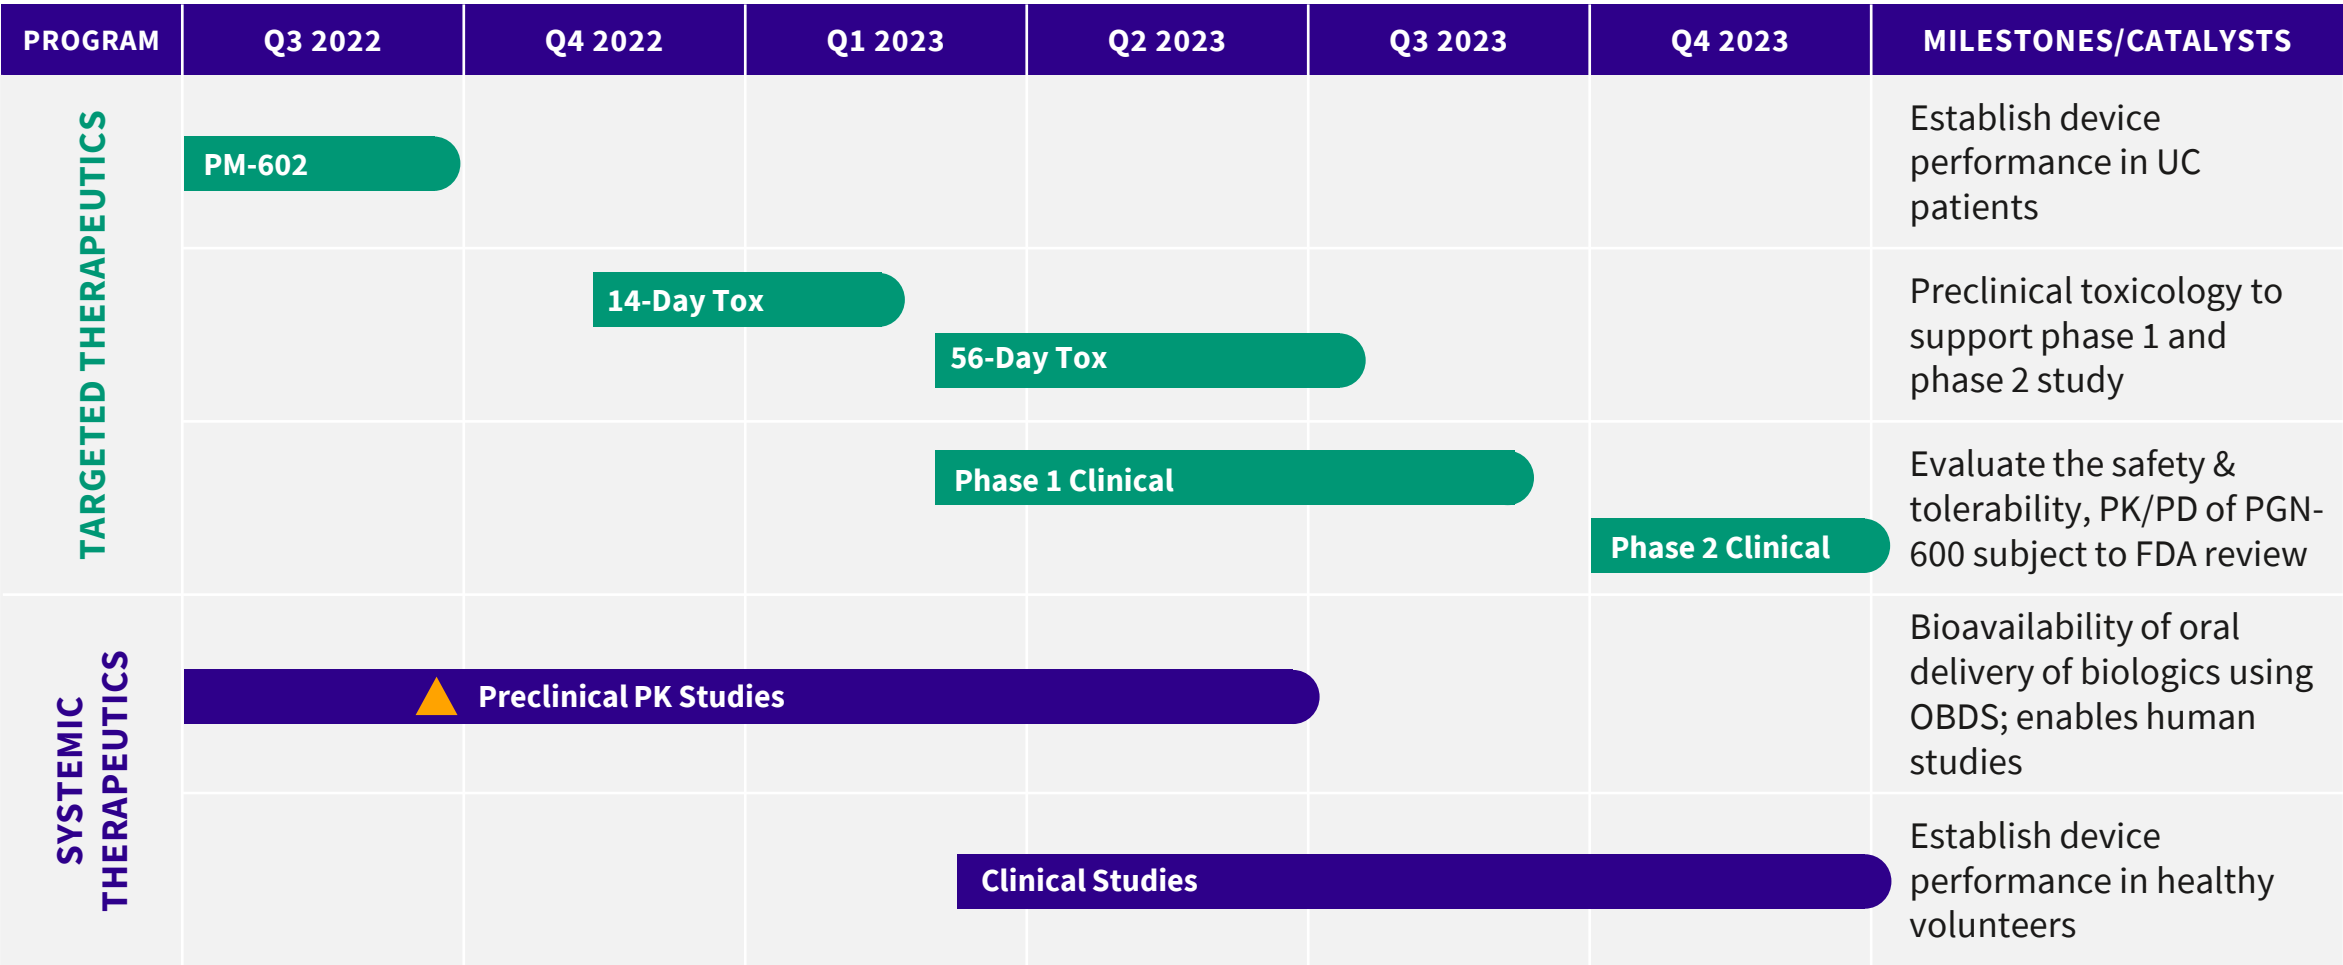 PROGRAM
Q3 2022
Q4 2022
Q1 2023
Q2 2023
Q3 2023
Q4 2023
MILESTONES/CATALYSTS
TARGETED THERAPEUTICS
PM-602
Establish device
performance in UC
patients
14-Day Tox
56-Day Tox
Preclinical toxicology to
support phase 1 and
phase 2 study
Phase 1 Clinical
Phase 2 Clinical
Evaluate the safety &
tolerability, PK/PD of PGN-
600 subject to FDA review
SYSTEMIC
THERAPEUTICS
Preclinical PK Studies
Bioavailability of oral
delivery of biologics using
OBDS; enables human
studies
Clinical Studies
Establish device
performance in healthy
volunteers